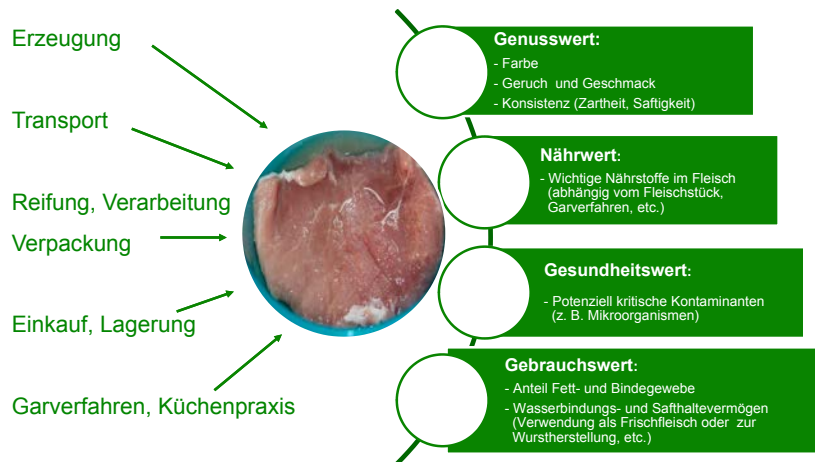 Erzeugung
Transport
Reifung, Verarbeitung
Verpackung
Einkauf, Lagerung
Garverfahren, Küchenpraxis
Genusswert:
- Farbe
- Geruch und Geschmack
- Konsistenz (Zartheit, Saftigkeit)
Nährwert:
- Wichtige Nährstoffe im Fleisch
(abhängig vom Fleischstück,
Garverfahren, etc.)
Gesundheitswert:
- Potenziell kritische Kontaminanten
(z. B. Mikroorganismen)
Gebrauchswert:
- Anteil Fett- und Bindegewebe
- Wasserbindungs- und Safthaltevermögen
(Verwendung als Frischfleisch oder zur
Wurstherstellung, etc.)